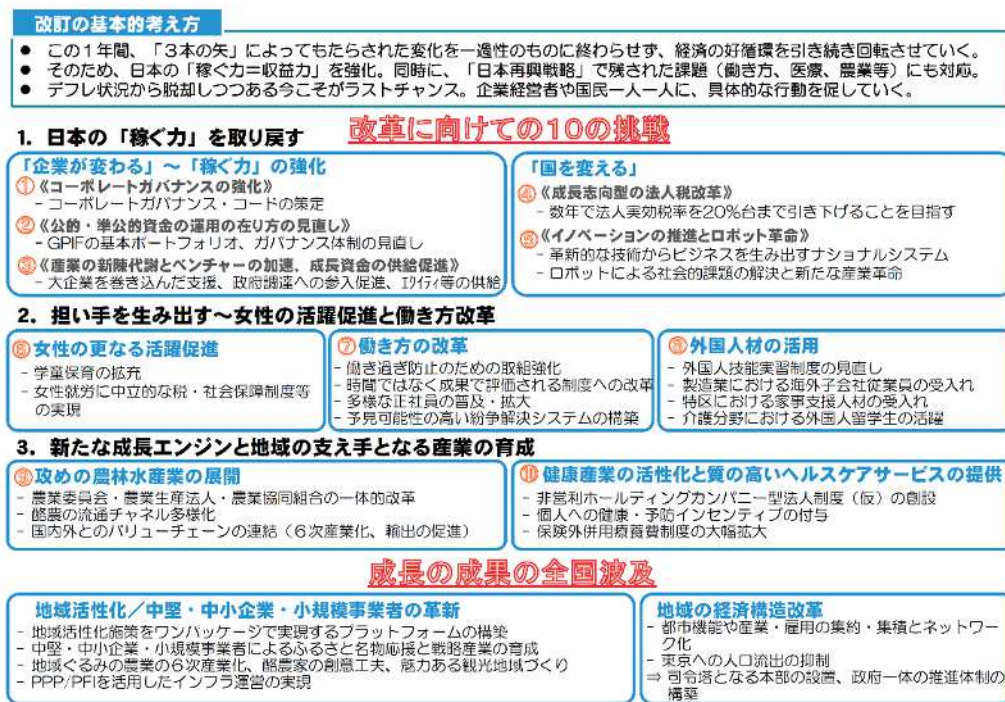 改訂の基本的考え方
● この１年間、「３本の矢」によってもたらされた変化を一過性のものに終わらせず、経済の好循環を引き続き回転させていく。
● そのため、日本の「稼ぐ力＝収益力」を強化。同時に、「日本再興戦略」で残された課題（働き方、医療、農業等）にも対応。
● デフレ状況から脱却しつつある今こそがラストチャンス。企業経営者や国民一人一人に、具体的な行動を促していく。
改革に向けての10の挑戦
1．日本の「稼ぐ力」を取り戻す
「企業が変わる」～「稼ぐ力」の強化
①《コーポレートガバナンスの強化》
- コーポレートガバナンス・コードの策定
②《公的・準公的資金の運用の在り方の見直し》
- GPIFの基本ポートフォリオ、ガバナンス体制の見直し
③《産業の新陳代謝とベンチャーの加速、成長資金の供給促進》
- 大企業を巻き込んだ支援、政府調達への参入促進、ｴｸｲﾃｨ等の供給
「国を変える」
④《成長志向型の法人税改革》
- 数年で法人実効税率を20％台まで引き下げることを目指す
⑤《イノベーションの推進とロボット革命》
- 革新的な技術からビジネスを生み出すナショナルシステム
- ロボットによる社会的課題の解決と新たな産業革命
2．担い手を生み出す～女性の活躍促進と働き方改革
⑥女性の更なる活躍促進
- 学童保育の拡充
- 女性就労に中立的な税・社会保障制度等
の実現
⑦働き方の改革
- 働き過ぎ防止のための取組強化
- 時間ではなく成果で評価される制度への改革
- 多様な正社員の普及・拡大
- 予見可能性の高い紛争解決システムの構築
⑧外国人材の活用
- 外国人技能実習制度の見直し
- 製造業における海外子会社従業員の受入れ
- 特区における家事支援人材の受入れ
- 介護分野における外国人留学生の活躍
3．新たな成長エンジンと地域の支え手となる産業の育成
⑨攻めの農林水産業の展開
- 農業委員会・農業生産法人・農業協同組合の一体的改革
- 酪農の流通チャネル多様化
- 国内外とのバリューチェーンの連結（６次産業化、輸出の促進）
⑩健康産業の活性化と質の高いヘルスケアサービスの提供
- 非営利ホールディングカンパニー型法人制度（仮）の創設
- 個人への健康・予防インセンティブの付与
- 保険外併用療養費制度の大幅拡大
成長の成果の全国波及
地域活性化／中堅・中小企業・小規模事業者の革新
- 地域活性化施策をワンパッケージで実現するプラットフォームの構築
- 中堅・中小企業・小規模事業者によるふるさと名物応援と戦略産業の育成
- 地域ぐるみの農業の６次産業化、酪農家の創意工夫、魅力ある観光地域づくり
- PPP/PFIを活用したインフラ運営の実現
地域の経済構造改革
- 都市機能や産業・雇用の集約・集積とネットワー
ク化
- 東京への人口流出の抑制
⇒ 司令塔となる本部の設置、政府一体の推進体制の
構築